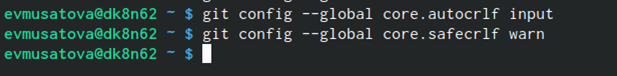 evmusatova@dk8n62 ~ $ git config --global core.autocrlf input
evmusatova@dk8n62 ~ $ git config --global core.safecrlf warn
evmusatova@dk8n62 ~ $